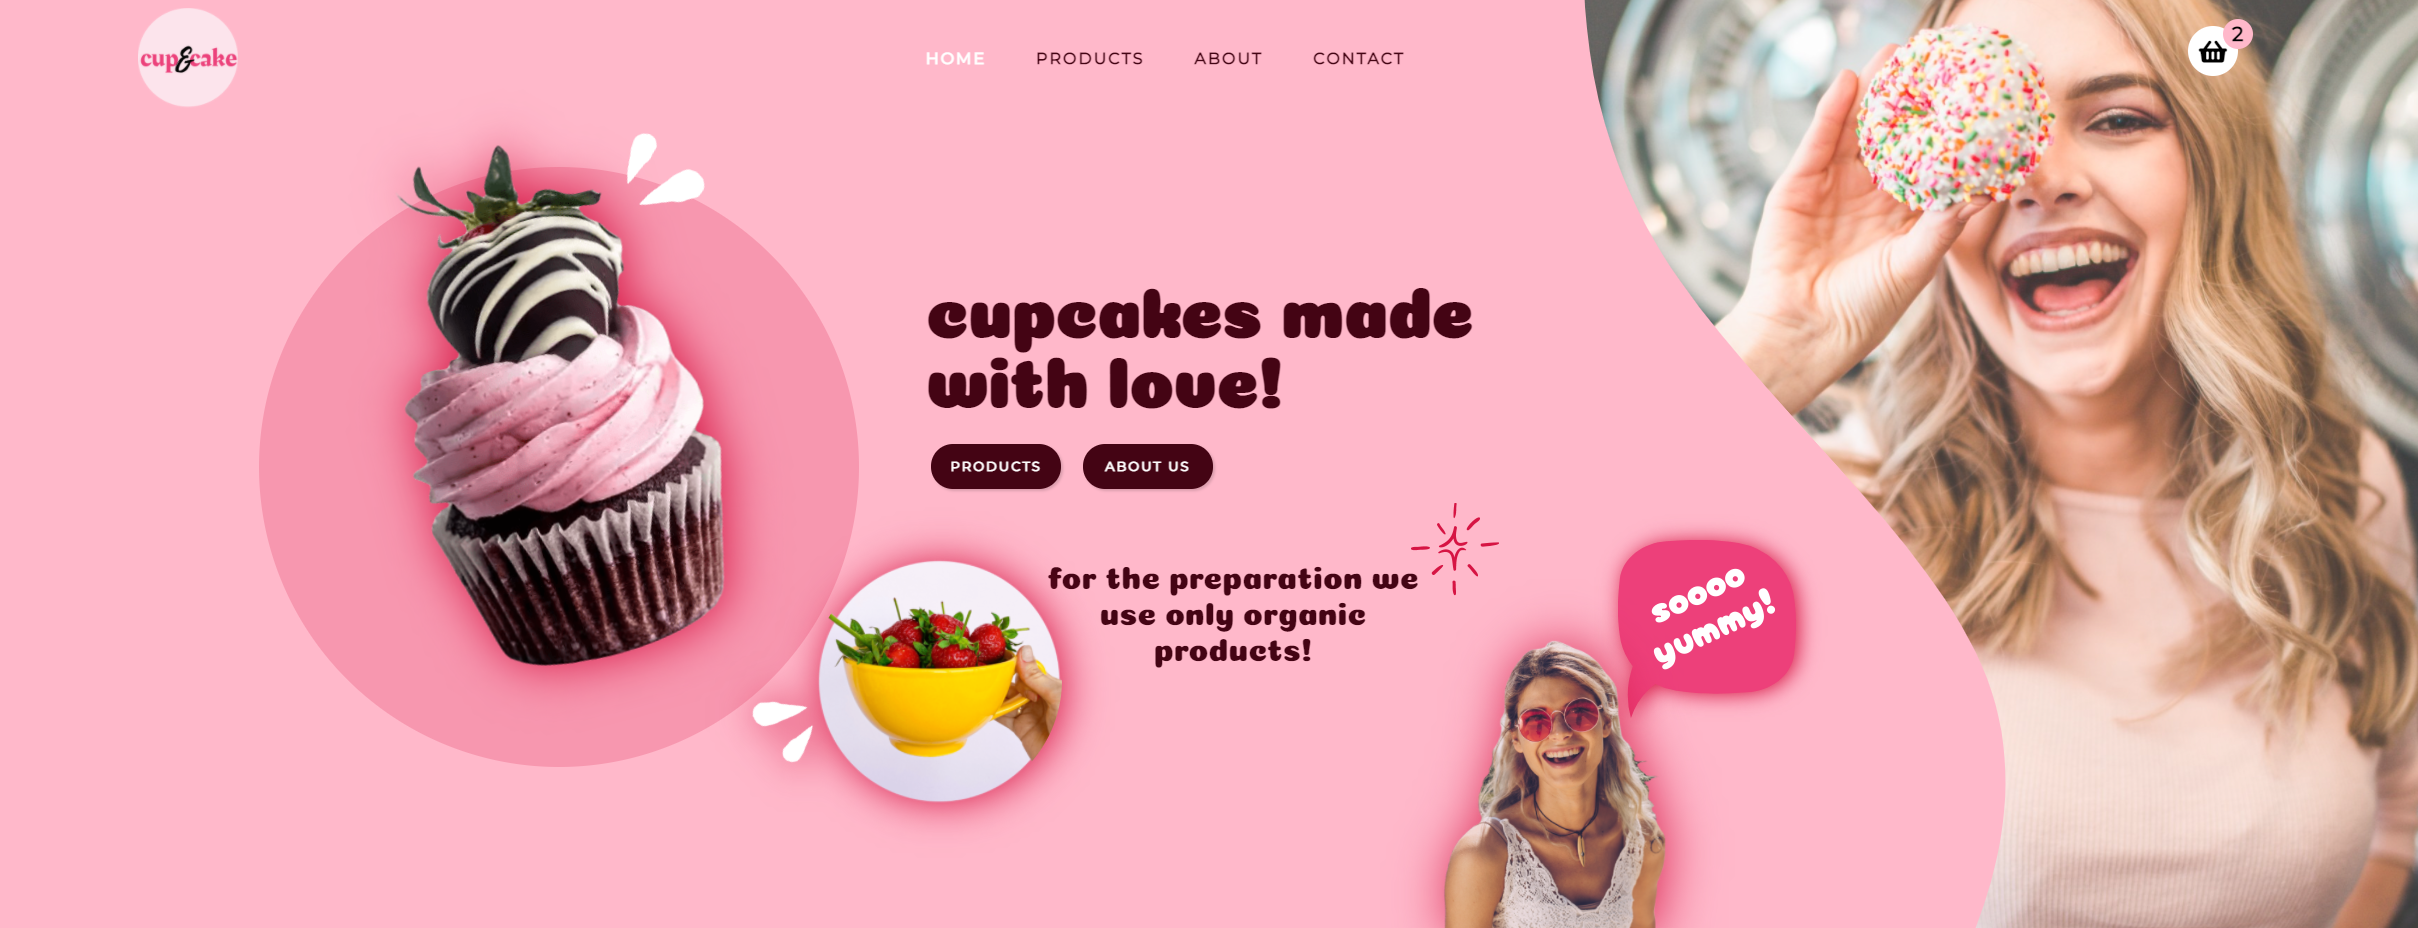 cup&cake
HOME PRODUCTS ABOUT CONTACT
2
cupcakes made
with love!
PRODUCTS ABOUT US
for the preparation we
use only organic
products!
soooo
yummy!